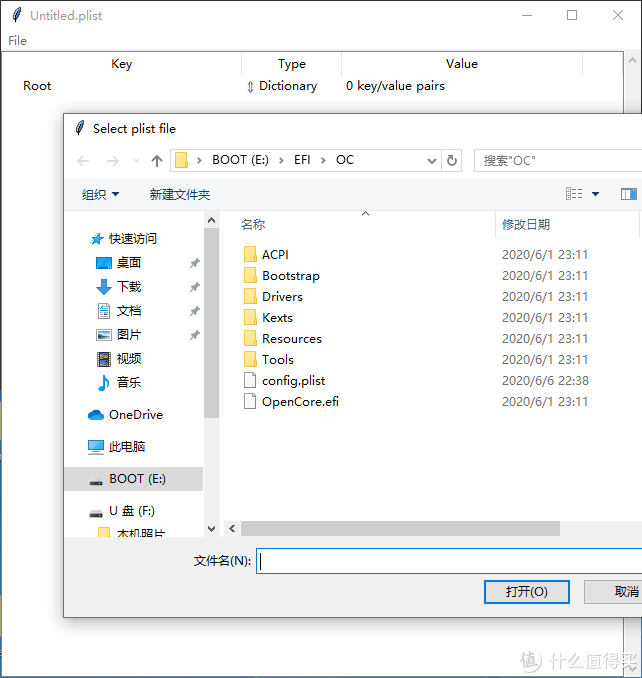 Untitled.plist
File
Key Type Value
Root Dictionary 0 key/value pairs
Select plist file
BOOT (E:) › EFI › OC
搜索"OC"
组织 新建文件夹
名称 修改日期
快速访问
桌面
下载
文档
图片
视频
音乐
OneDrive
此电脑
BOOT (E:)
U 盘 (F:)
本机照片
ACPI 2020/6/1 23:11
Bootstrap 2020/6/1 23:11
Drivers 2020/6/1 23:11
Kexts 2020/6/1 23:11
Resources 2020/6/1 23:11
Tools 2020/6/1 23:11
config.plist 2020/6/6 22:38
OpenCore.efi 2020/6/1 23:11
文件名(N):
打开(O) 取消
值 什么值得买